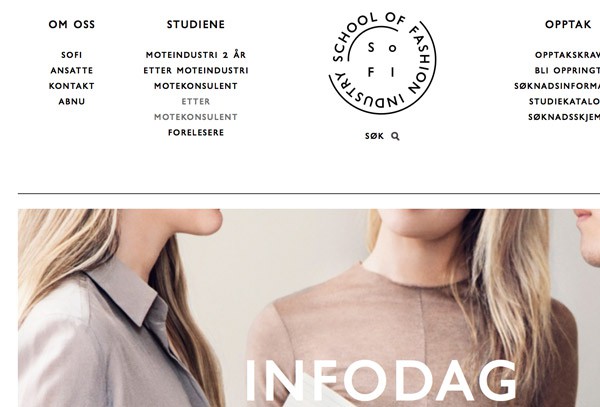 OM OSS
SOFI
ANSATTE
KONTAKT
ABNU
STUDIENE
MOTEINDUSTRI 2 ÅR
ETTER MOTEINDUSTRI
MOTEKONSULENT
ETTER
MOTEKONSULENT
FORELESERE
SCHOOL OF FASHION INDUSTRY
S o
F I
SØK
OPPTAK
OPPTAKSKRAV
BLI OPPRINGT
SØKNADSINFORMA
STUDIEKATALO
SØKNADSSKJEM
INFODAG